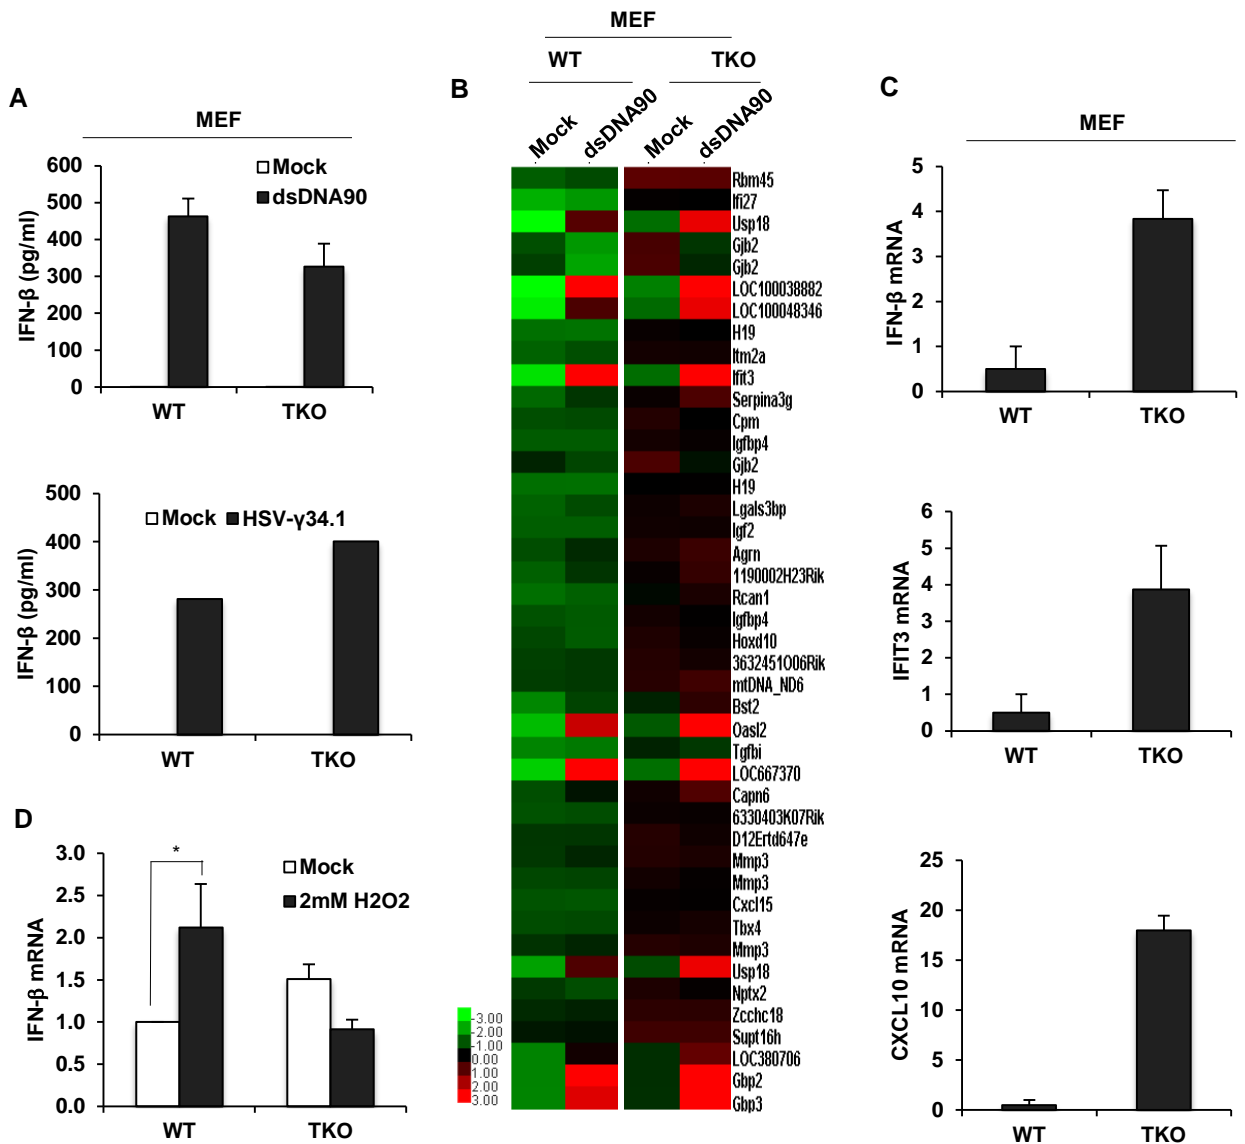 A
MEF
600
500
400
300
200
100
0
IFN-β (pg/ml)
Mock
dsDNA90
WT TKO
500
400
300
200
100
0
IFN-β (pg/ml)
Mock HSV-γ34.1
WT TKO
D
3.0
2.5
2.0
1.5
1.0
0.5
0.0
IFN-β mRNA
*
Mock
2mM H2O2
WT TKO
B
MEF
WT TKO
Mock dsDNA90 Mock dsDNA90
Rbm45
Ifi27
Usp18
Gjb2
Gjb2
LOC100038882
LOC100048346
H19
Itm2a
Ifit3
Serpina3g
Cpm
Igfbp4
Gjb2
H19
Lgals3bp
Igf2
Agrn
1190002H23Rik
Rcan1
Igfbp4
Hoxd10
3632451O06Rik
mtDNA_ND6
Bst2
Oasl2
Tgfbi
LOC667370
Capn6
6330403K07Rik
D12Ertd647e
Mmp3
Mmp3
Cxcl15
Tbx4
Mmp3
Usp18
Nptx2
Zcchc18
Supt16h
LOC380706
Gbp2
Gbp3
-3.00
-2.00
-1.00
0.00
1.00
2.00
3.00
C
MEF
5
4
3
2
1
0
IFN-β mRNA
WT TKO
6
5
4
3
2
1
0
IFIT3 mRNA
WT TKO
25
20
15
10
5
0
CXCL10 mRNA
WT TKO